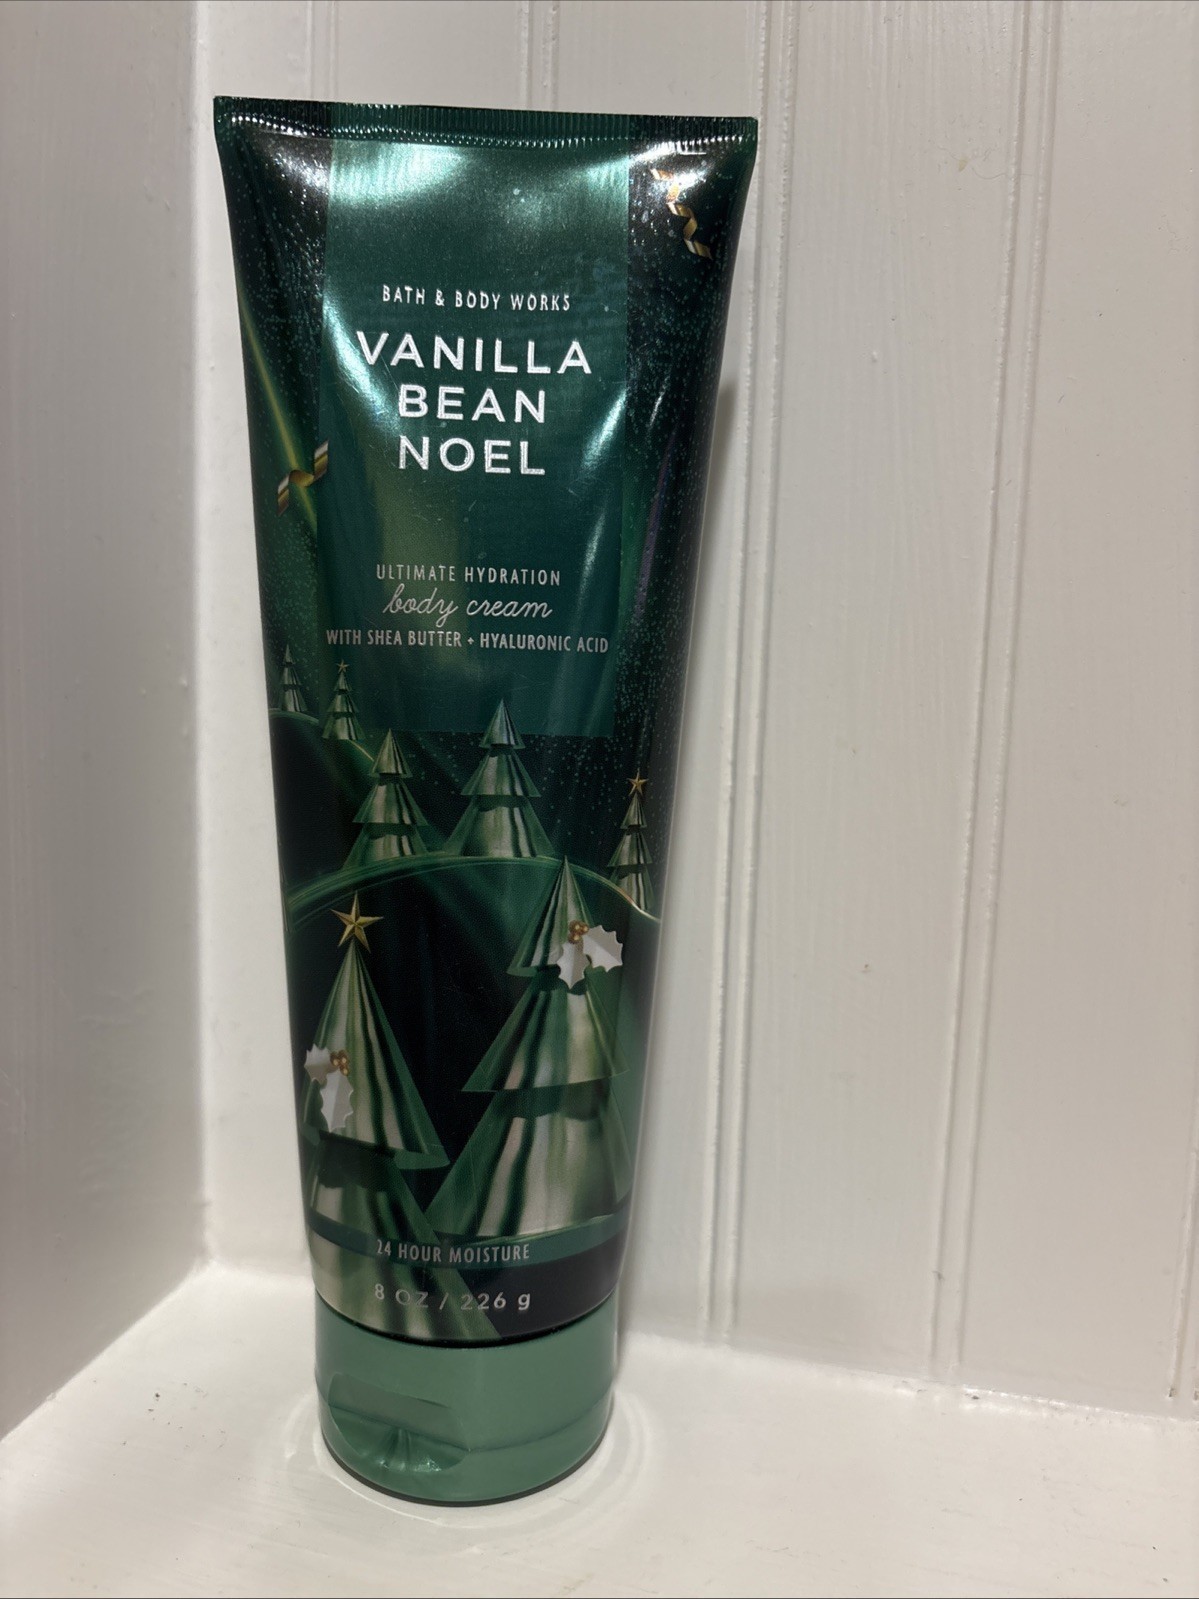 BATH & BODY WORKS
VANILLA
BEAN
NOEL
ULTIMATE HYDRATION
body cream
WITH SHEA BUTTER + HYALURONIC ACID
24 HOUR MOISTURE
8 OZ / 226 g